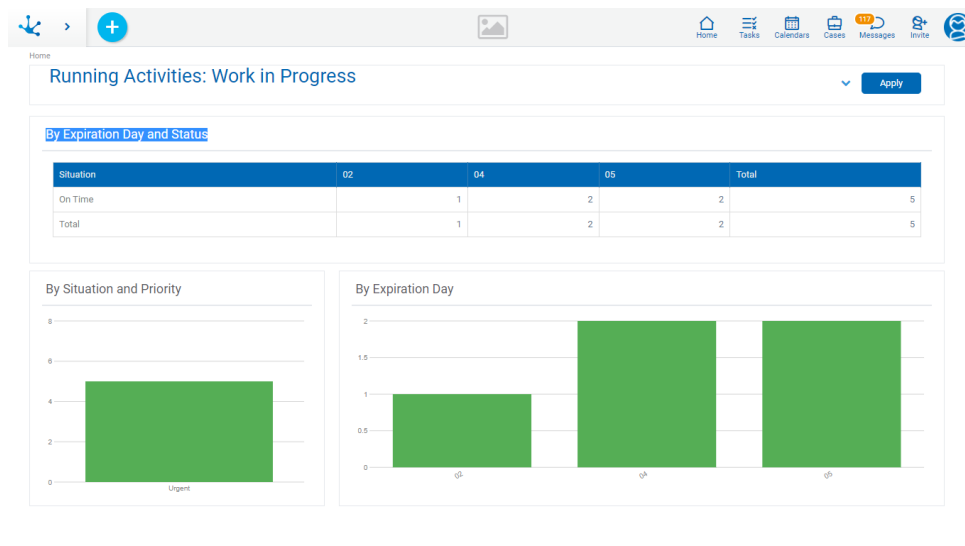 117
Home
Tasks
Calendars
Cases
Messages
Invite
Home
Running Activities: Work in Progress
Apply
By Expiration Day and Status
Situation 02 04 05 Total
On Time 1 2 2 5
Total 1 2 2 5
By Situation and Priority
8
6
4
2
0
Urgent
By Expiration Day
2
1.5
1
0.5
0
02 04 05